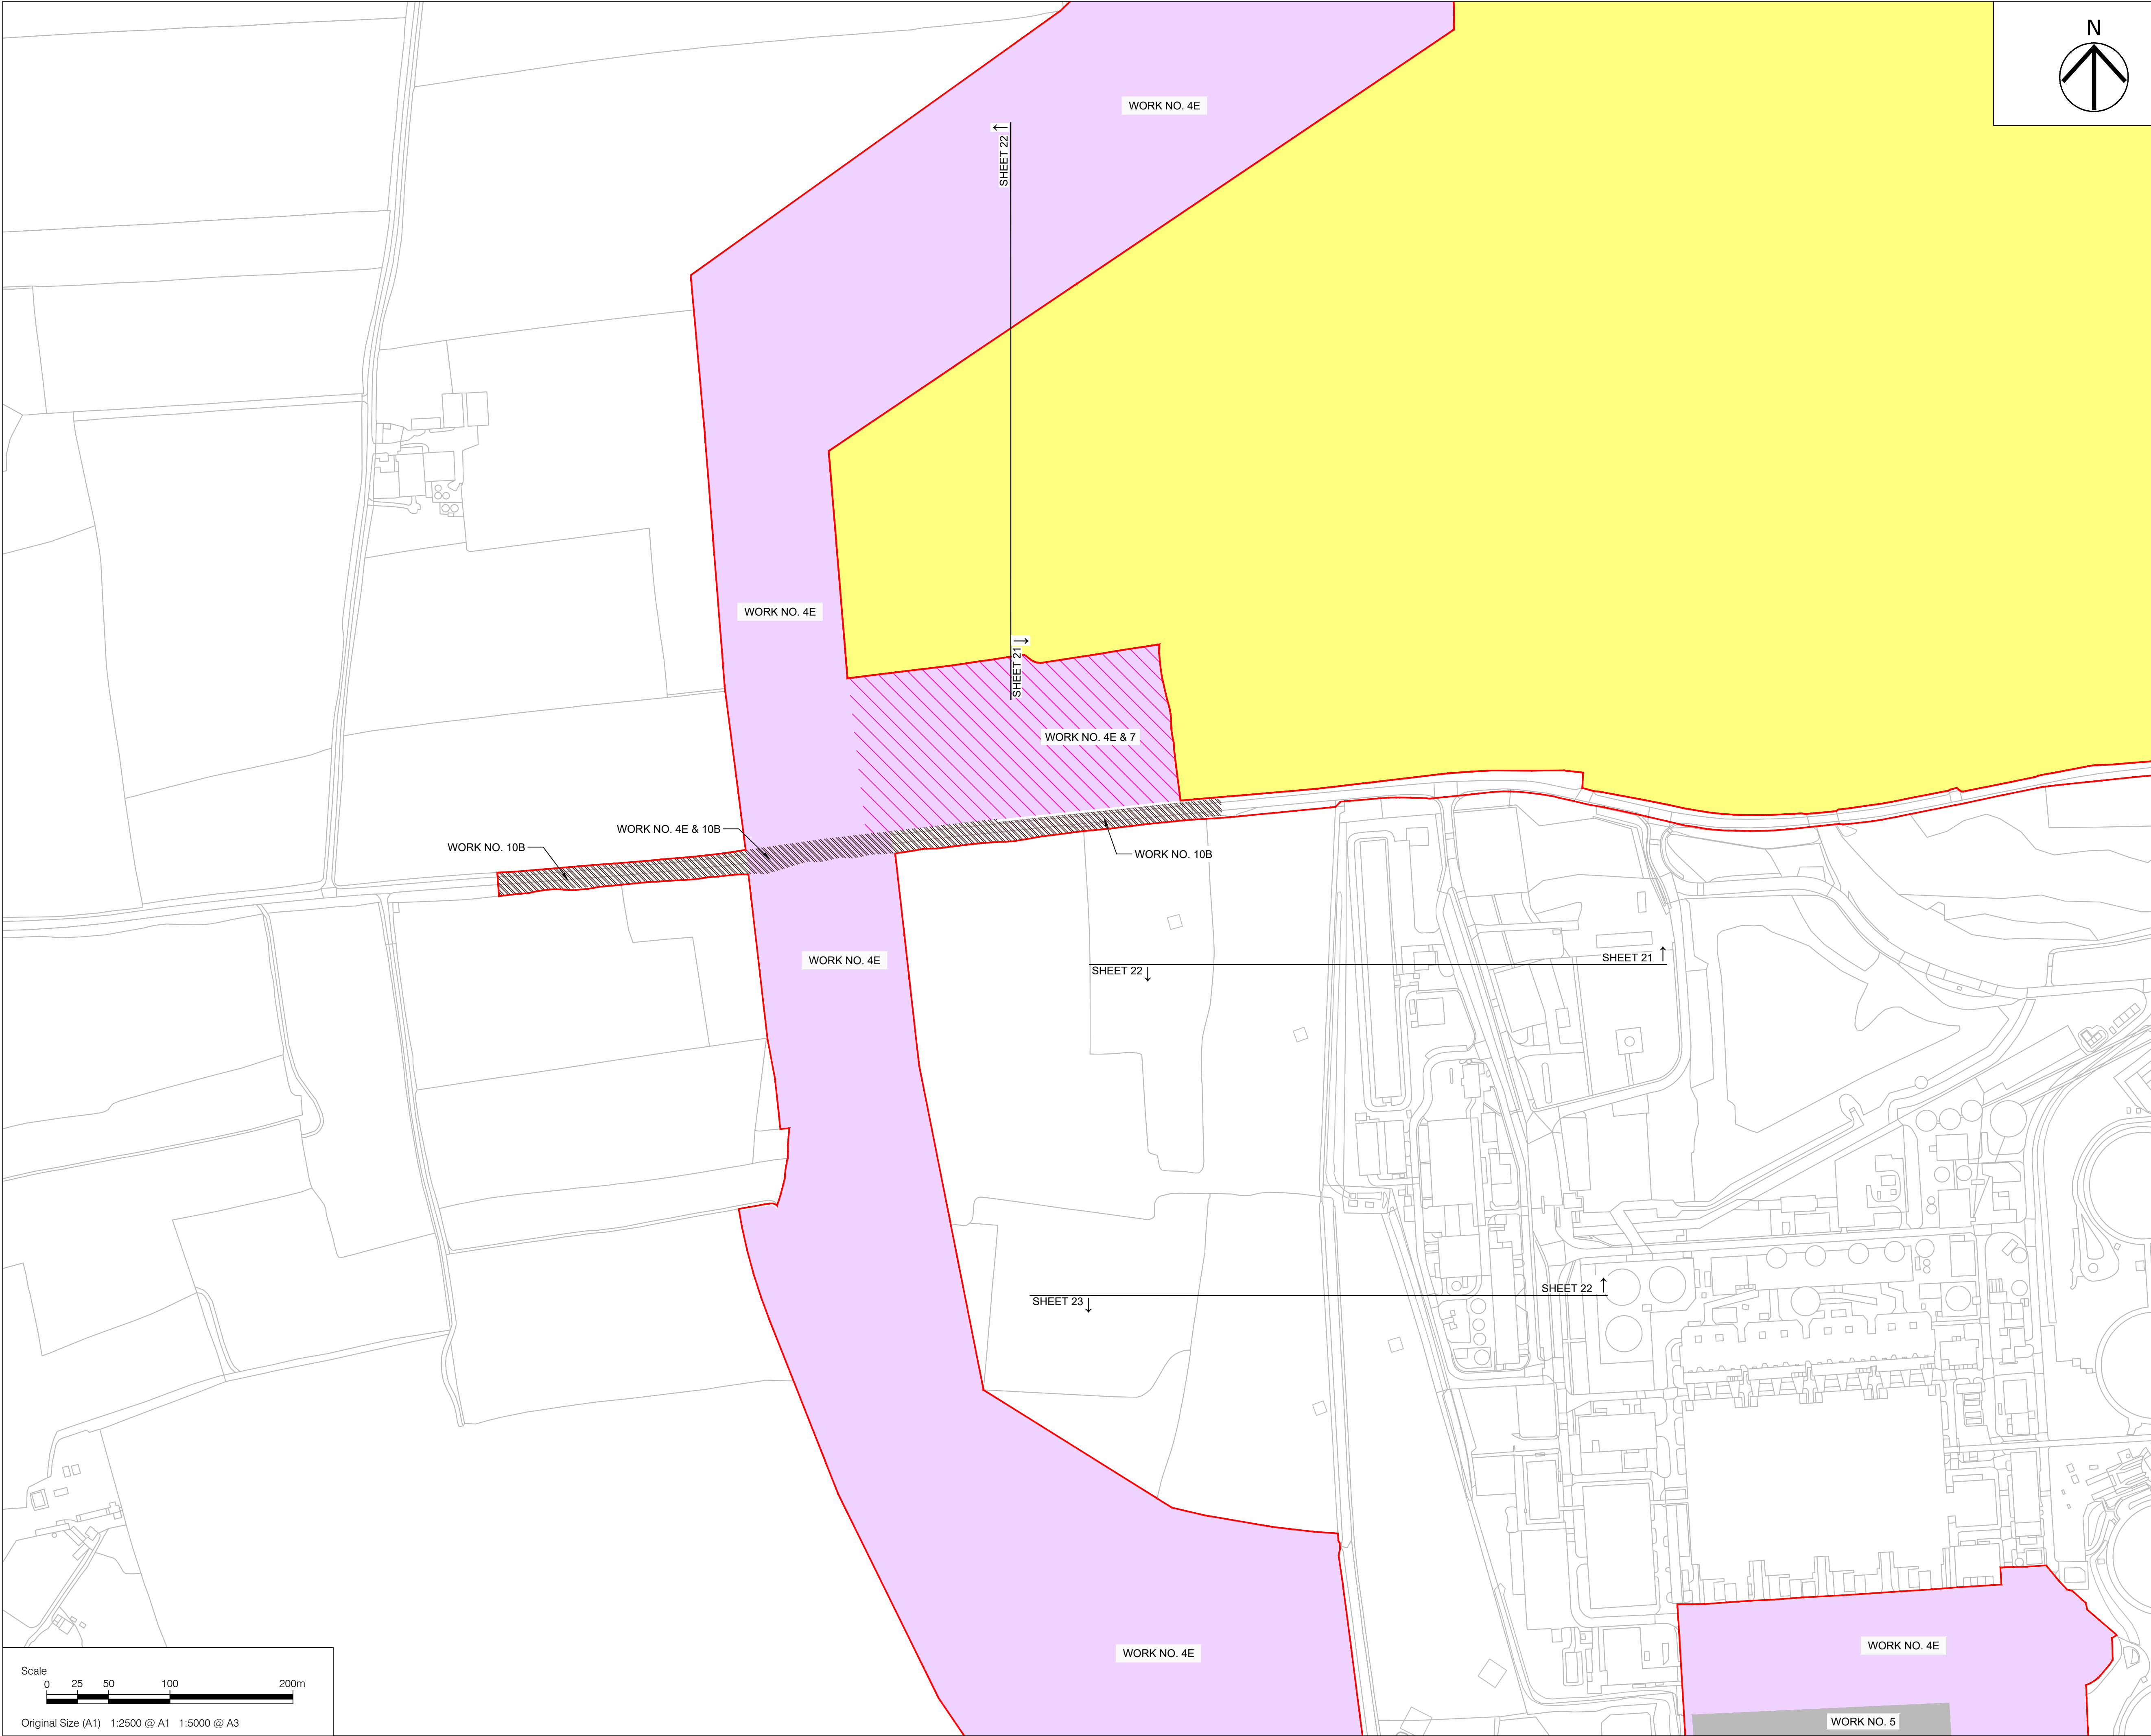 N
WORK NO. 4E
SHEET 22
WORK NO. 4E
SHEET 21
WORK NO. 4E & 7
WORK NO. 4E & 10B
WORK NO. 10B
WORK NO. 10B
WORK NO. 4E
SHEET 21
SHEET 22
SHEET 22
SHEET 23
WORK NO. 4E
WORK NO. 4E
WORK NO. 5
Scale
0 25 50 100 200m
Original Size (A1) 1:2500 @ A1 1:5000 @ A3